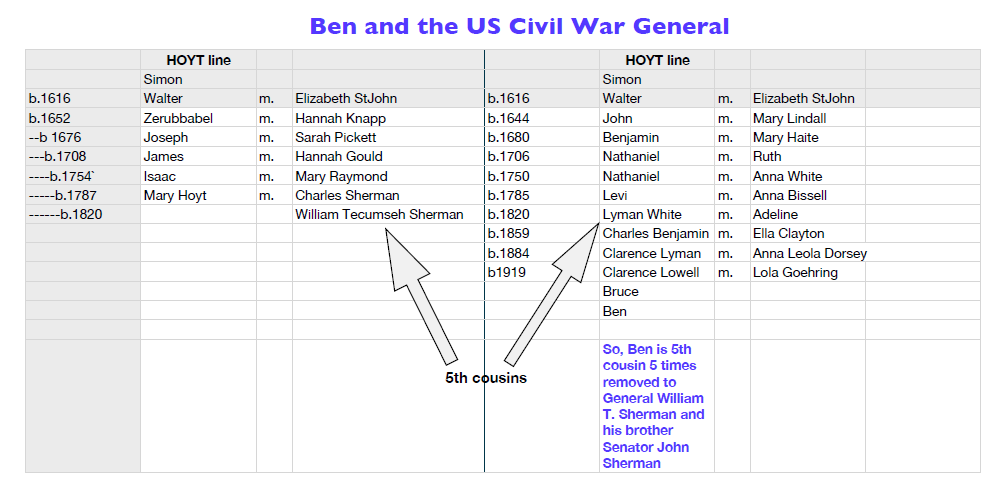 Ben and the US Civil War General
HOYT line HOYT line
Simon Simon
b.1616 Walter m. Elizabeth StJohn b.1616 Walter m. Elizabeth StJohn
b.1652 Zerubbabel m. Hannah Knapp b.1644 John m. Mary Lindall
--b 1676 Joseph m. Sarah Pickett b.1680 Benjamin m. Mary Haite
---b.1708 James m. Hannah Gould b.1706 Nathaniel m. Ruth
----b.1754` Isaac m. Mary Raymond b.1750 Nathaniel m. Anna White
-----b.1787 Mary Hoyt m. Charles Sherman b.1785 Levi m. Anna Bissell
------b.1820 William Tecumseh Sherman b.1820 Lyman White m. Adeline
b.1859 Charles Benjamin m. Ella Clayton
b.1884 Clarence Lyman m. Anna Leola Dorsey
b1919 Clarence Lowell m. Lola Goehring
Bruce
Ben
5th cousins
So, Ben is 5th
cousin 5 times
removed to
General William
T. Sherman and
his brother
Senator John
Sherman